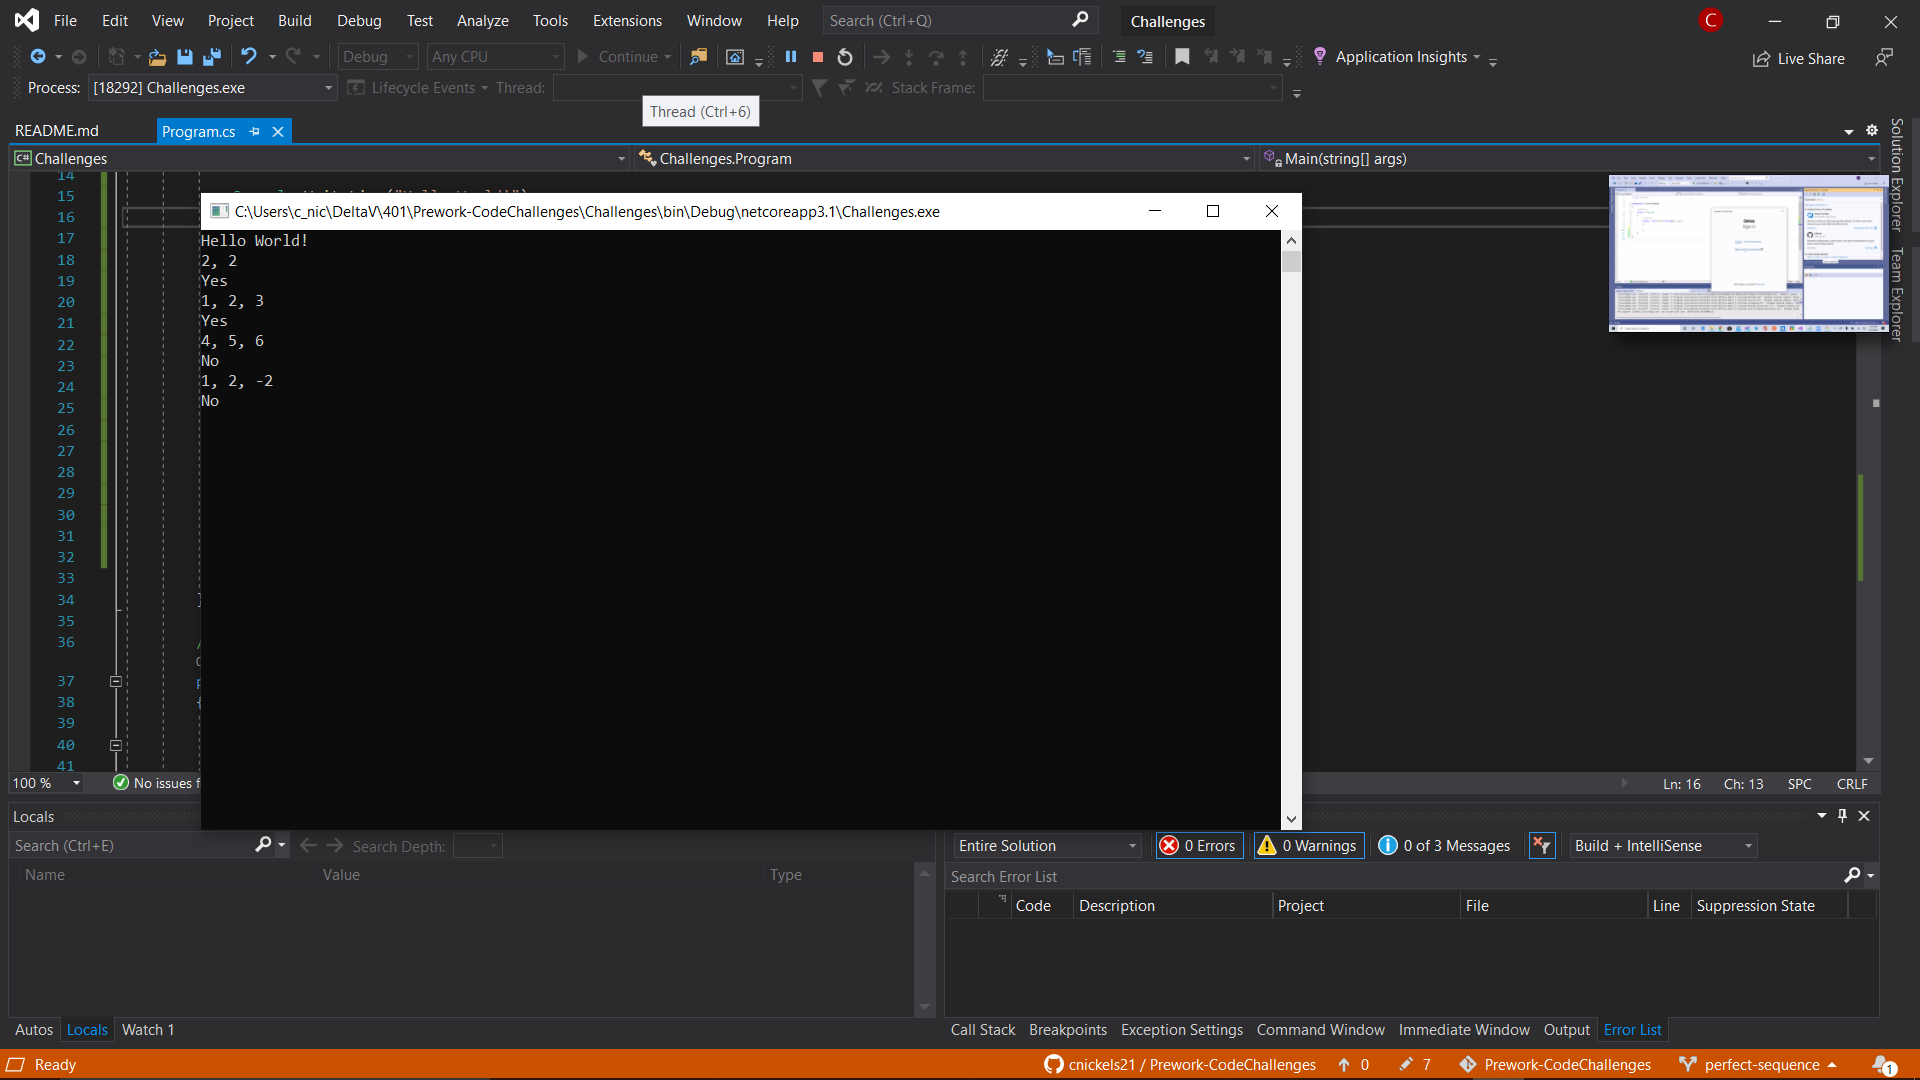 File Edit View Project Build Debug Test Analyze Tools Extensions Window Help Search (Ctrl+Q) Challenges C
Debug Any CPU Continue Application Insights Live Share
Process: [18292] Challenges.exe Lifecycle Events Thread: Stack Frame:
Thread (Ctrl+6)
README.md Program.cs
C# Challenges Challenges.Program Main(string[] args)
Solution Explorer
Team Explorer
14
15
16
17
18
19
20
21
22
23
24
25
26
27
28
29
30
31
32
33
34
35
36
37
38
39
40
41
C:\Users\c_nic\DeltaV\401\Prework-CodeChallenges\Challenges\bin\Debug\netcoreapp3.1\Challenges.exe
Hello World!
2, 2
Yes
1, 2, 3
Yes
4, 5, 6
No
1, 2, -2
No
100 % No issues Ln: 16 Ch: 13 SPC CRLF
Locals
Search (Ctrl+E) Search Depth:
Name Value Type
Autos Locals Watch 1
Entire Solution 0 Errors 0 Warnings 0 of 3 Messages Build + IntelliSense
Search Error List
Code Description Project File Line Suppression State
Call Stack Breakpoints Exception Settings Command Window Immediate Window Output Error List
Ready cnickels21 / Prework-CodeChallenges 0 7 Prework-CodeChallenges perfect-sequence 1